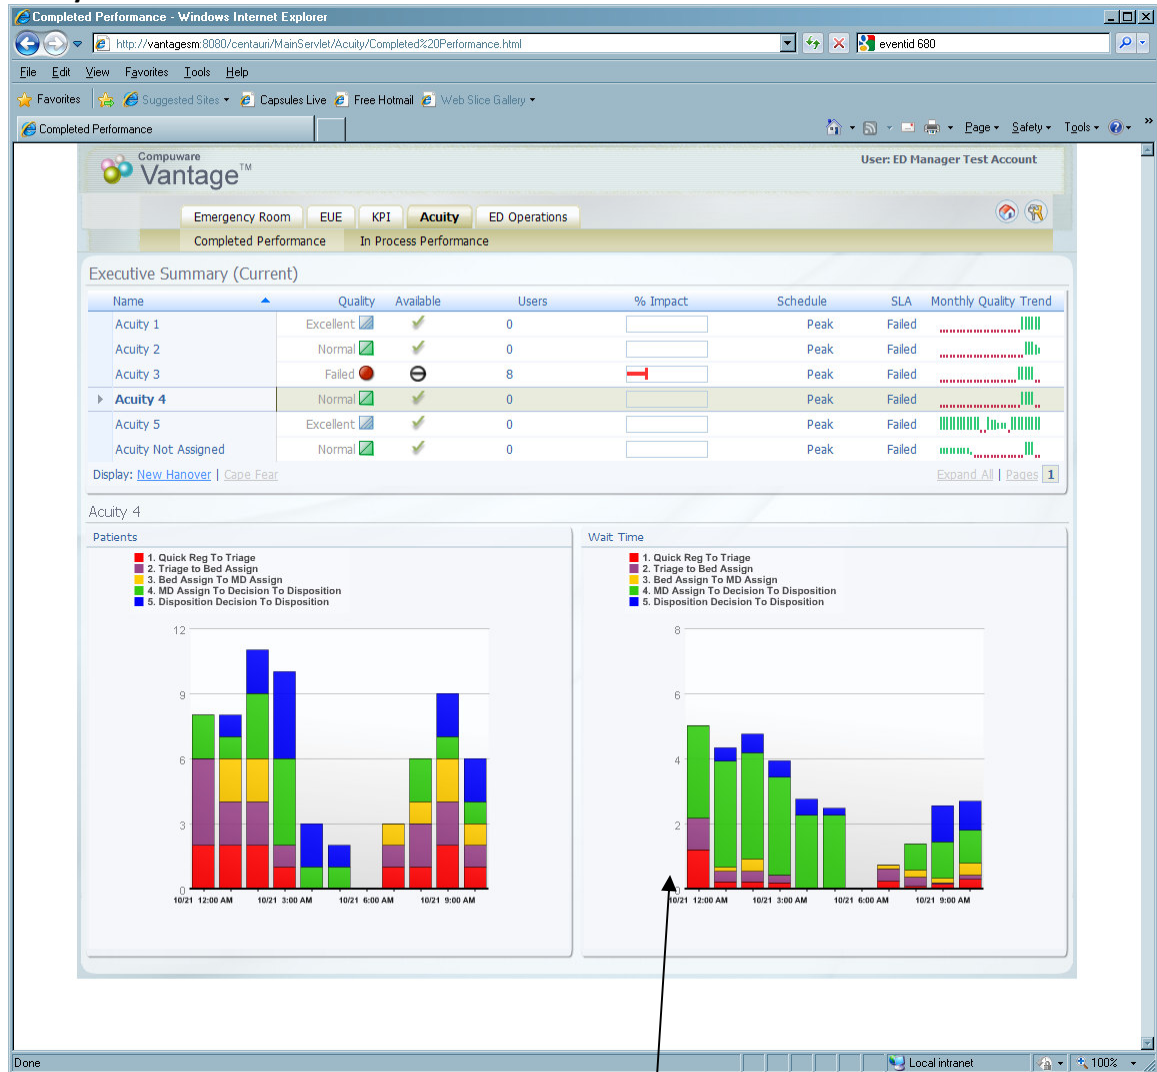 Completed Performance - Windows Internet Explorer
http://vantagesm:8080/centauri/MainServlet/Acuity/Completed%20Performance.html
eventid 680
File Edit View Favorites Tools Help
Favorites Suggested Sites Capsules Live Free Hotmail Web Slice Gallery
Completed Performance Page Safety Tools »
Compuware
Vantage™
User: ED Manager Test Account
Emergency Room EUE KPI Acuity ED Operations
Completed Performance In Process Performance
Executive Summary (Current)
Name Quality Available Users % Impact Schedule SLA Monthly Quality Trend
Acuity 1 Excellent 0 Peak Failed
Acuity 2 Normal 0 Peak Failed
Acuity 3 Failed 8 Peak Failed
Acuity 4 Normal 0 Peak Failed
Acuity 5 Excellent 0 Peak Failed
Acuity Not Assigned Normal 0 Peak Failed
Display: New Hanover | Cape Fear Expand All | Pages 1
Acuity 4
Patients
1. Quick Reg To Triage
2. Triage to Bed Assign
3. Bed Assign To MD Assign
4. MD Assign To Decision To Disposition
5. Disposition Decision To Disposition
12
9
6
3
0
10/21 12:00 AM 10/21 3:00 AM 10/21 6:00 AM 10/21 9:00 AM
Wait Time
1. Quick Reg To Triage
2. Triage to Bed Assign
3. Bed Assign To MD Assign
4. MD Assign To Decision To Disposition
5. Disposition Decision To Disposition
8
6
4
2
0
10/21 12:00 AM 10/21 3:00 AM 10/21 6:00 AM 10/21 9:00 AM
Done Local intranet 100%